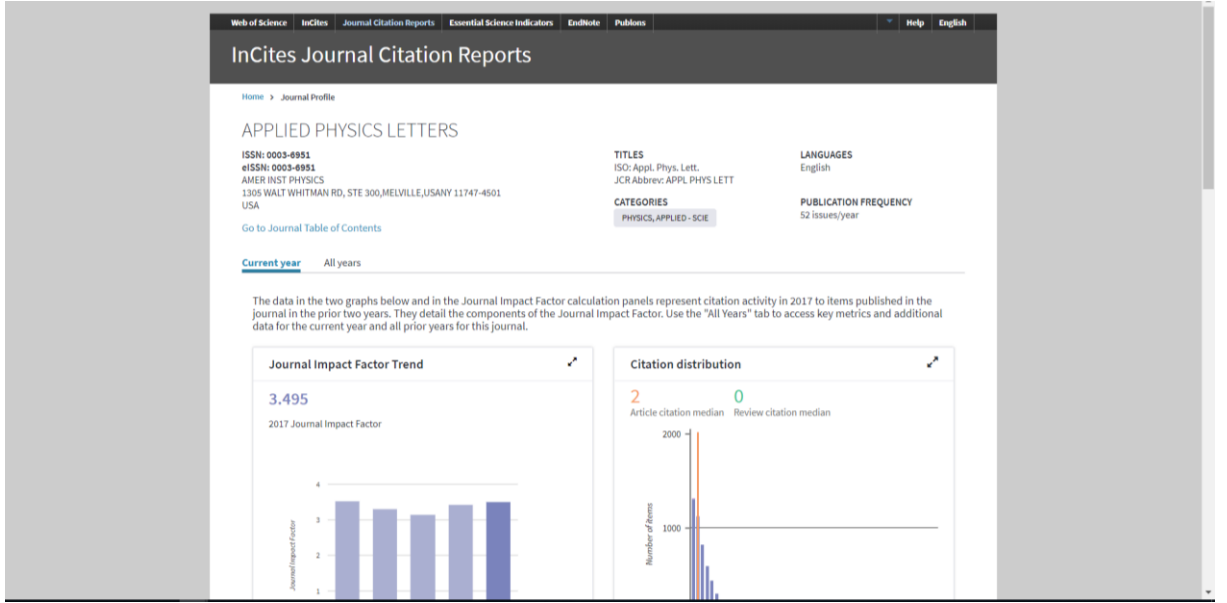 Web of Science InCites Journal Citation Reports Essential Science Indicators EndNote Publons Help English
InCites Journal Citation Reports
Home > Journal Profile
APPLIED PHYSICS LETTERS
ISSN: 0003-6951
eISSN: 0003-6951
AMER INST PHYSICS
1305 WALT WHITMAN RD, STE 300,MELVILLE,USANY 11747-4501
USA
Go to Journal Table of Contents
TITLES
ISO: Appl. Phys. Lett.
JCR Abbrev: APPL PHYS LETT
CATEGORIES
PHYSICS, APPLIED - SCIE
LANGUAGES
English
PUBLICATION FREQUENCY
52 issues/year
Current year All years
The data in the two graphs below and in the Journal Impact Factor calculation panels represent citation activity in 2017 to items published in the
journal in the prior two years. They detail the components of the Journal Impact Factor. Use the "All Years" tab to access key metrics and additional
data for the current year and all prior years for this journal.
Journal Impact Factor Trend
3.495
2017 Journal Impact Factor
4
3
2
1
Journal Impact Factor
Citation distribution
2 0
Article citation median Review citation median
2000
1000
Number of items